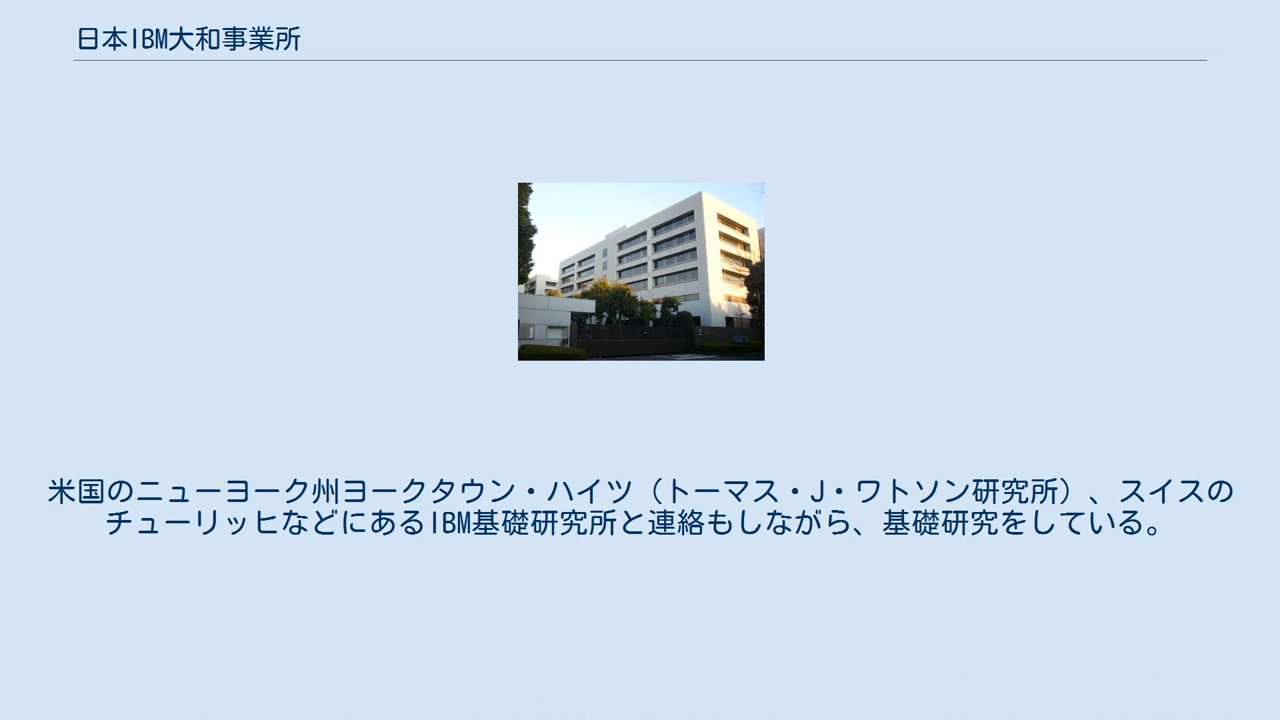 日本IBM大和事業所
米国のニューヨーク州ヨークタウン・ハイツ（トーマス・J・ワトソン研究所）、スイスの
チューリッヒなどにあるIBM基礎研究所と連絡もしながら、基礎研究をしている。